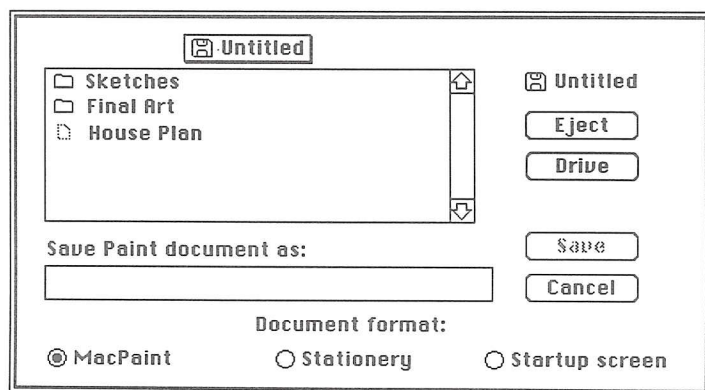 Untitled
Sketches
Final Art
House Plan
Untitled
Eject
Drive
Save Paint document as:
Save
Cancel
Document format:
MacPaint Stationery Startup screen